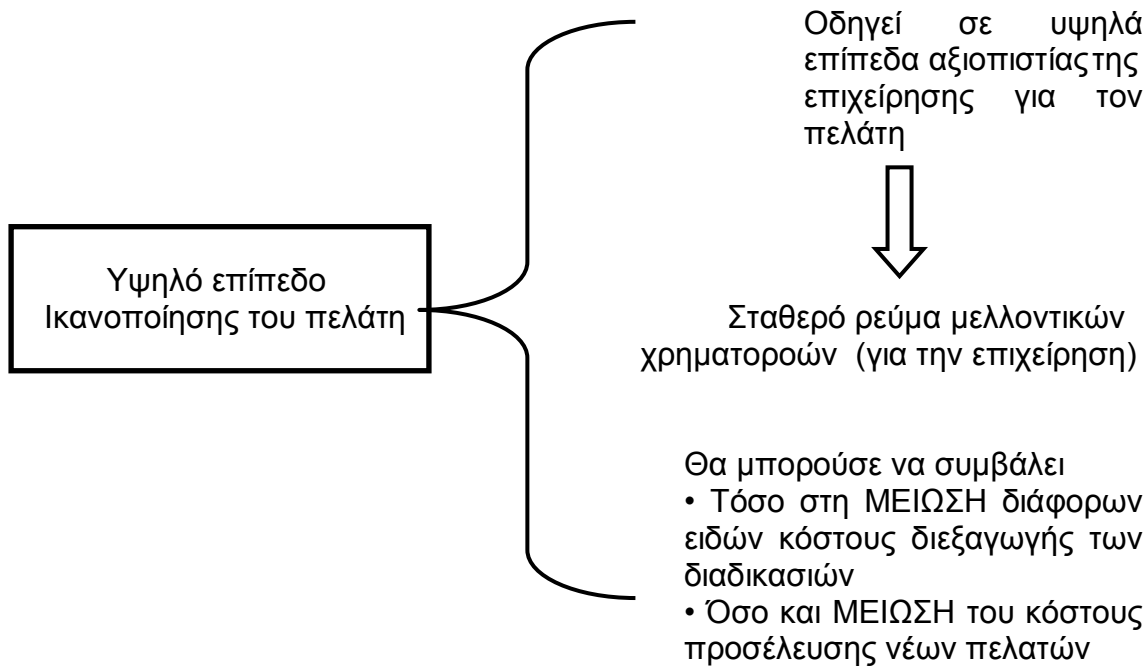 Υψηλό επίπεδο
Ικανοποίησης του πελάτη
Οδηγεί σε υψηλά
επίπεδα αξιοπιστίας της
επιχείρησης για τον
πελάτη
Σταθερό ρεύμα μελλοντικών
χρηματοροών (για την επιχείρηση)
Θα μπορούσε να συμβάλει
• Τόσο στη ΜΕΙΩΣΗ διάφορων
ειδών κόστους διεξαγωγής των
διαδικασιών
• Όσο και ΜΕΙΩΣΗ του κόστους
προσέλευσης νέων πελατών